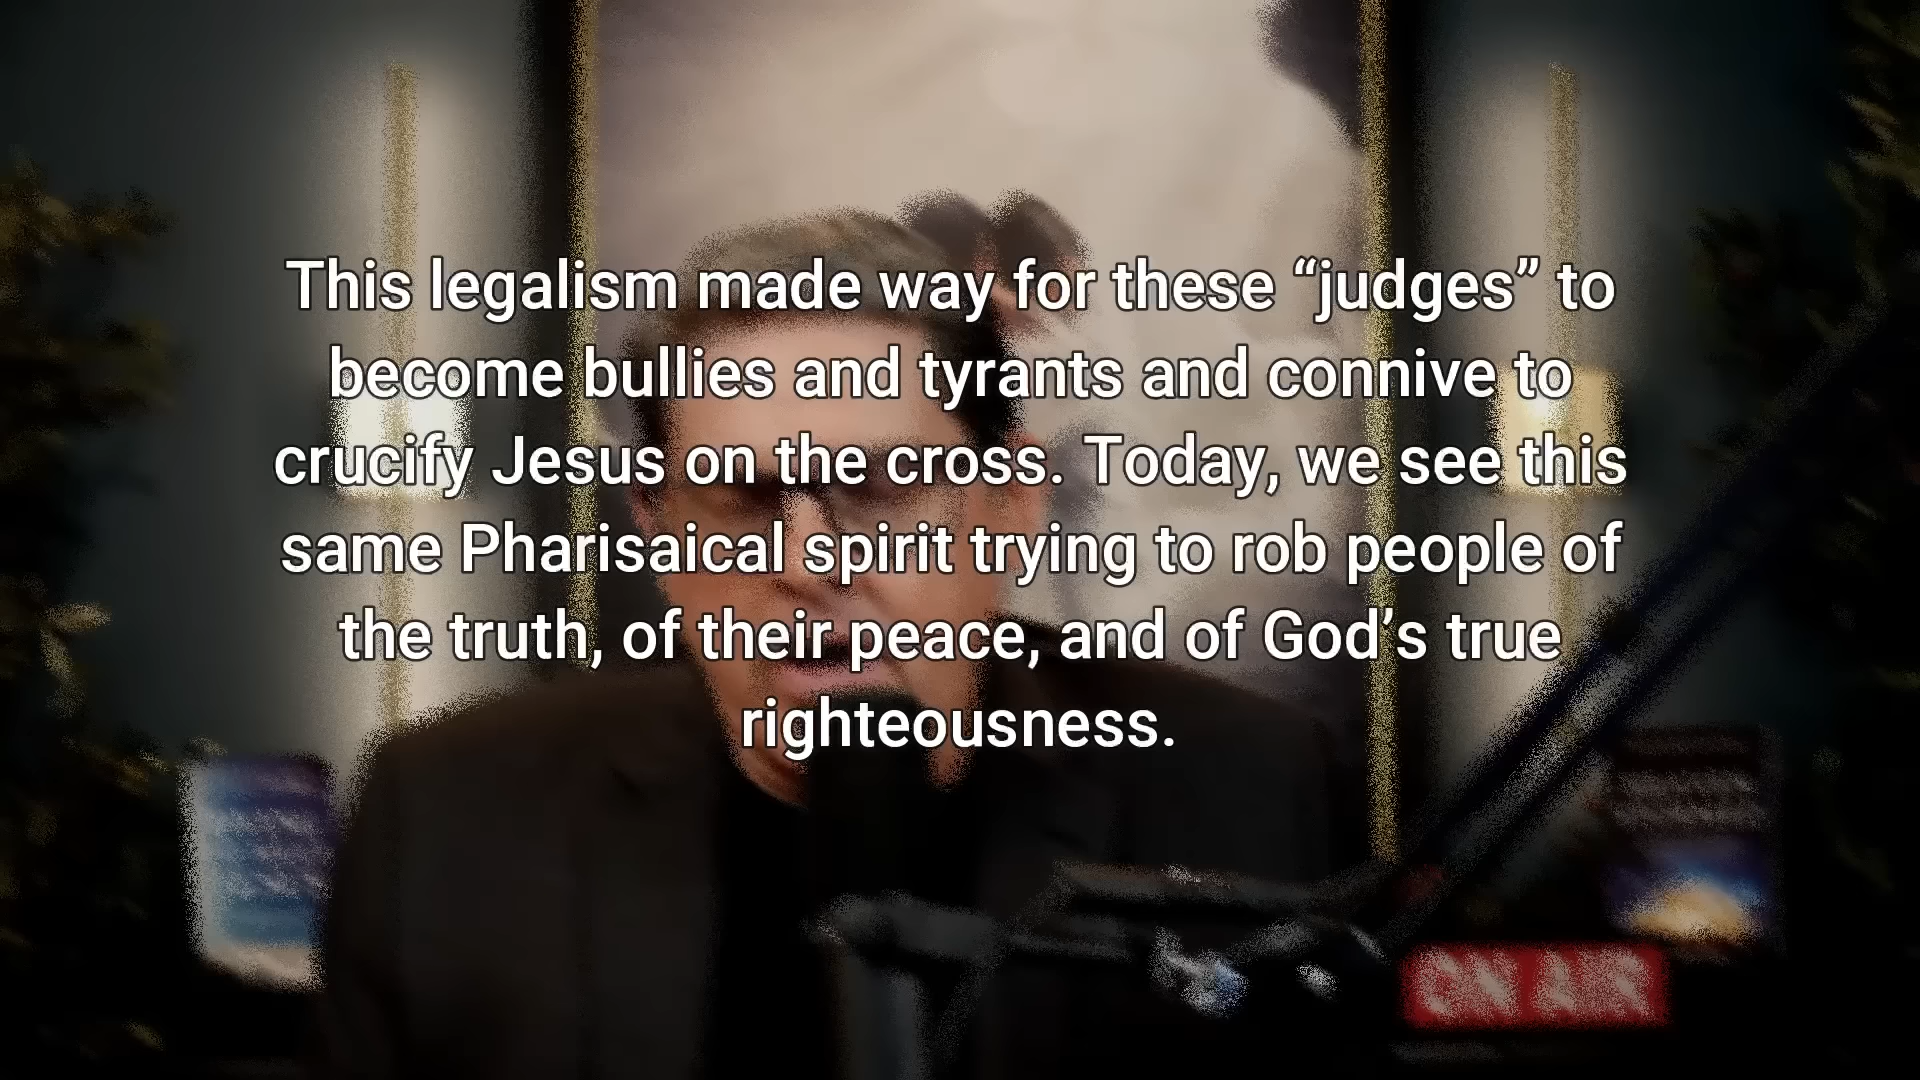 This legalism made way for these “judges” to
become bullies and tyrants and connive to
crucify Jesus on the cross. Today, we see this
same Pharisaical spirit trying to rob people of
the truth, of their peace, and of God’s true
righteousness.
ON AIR